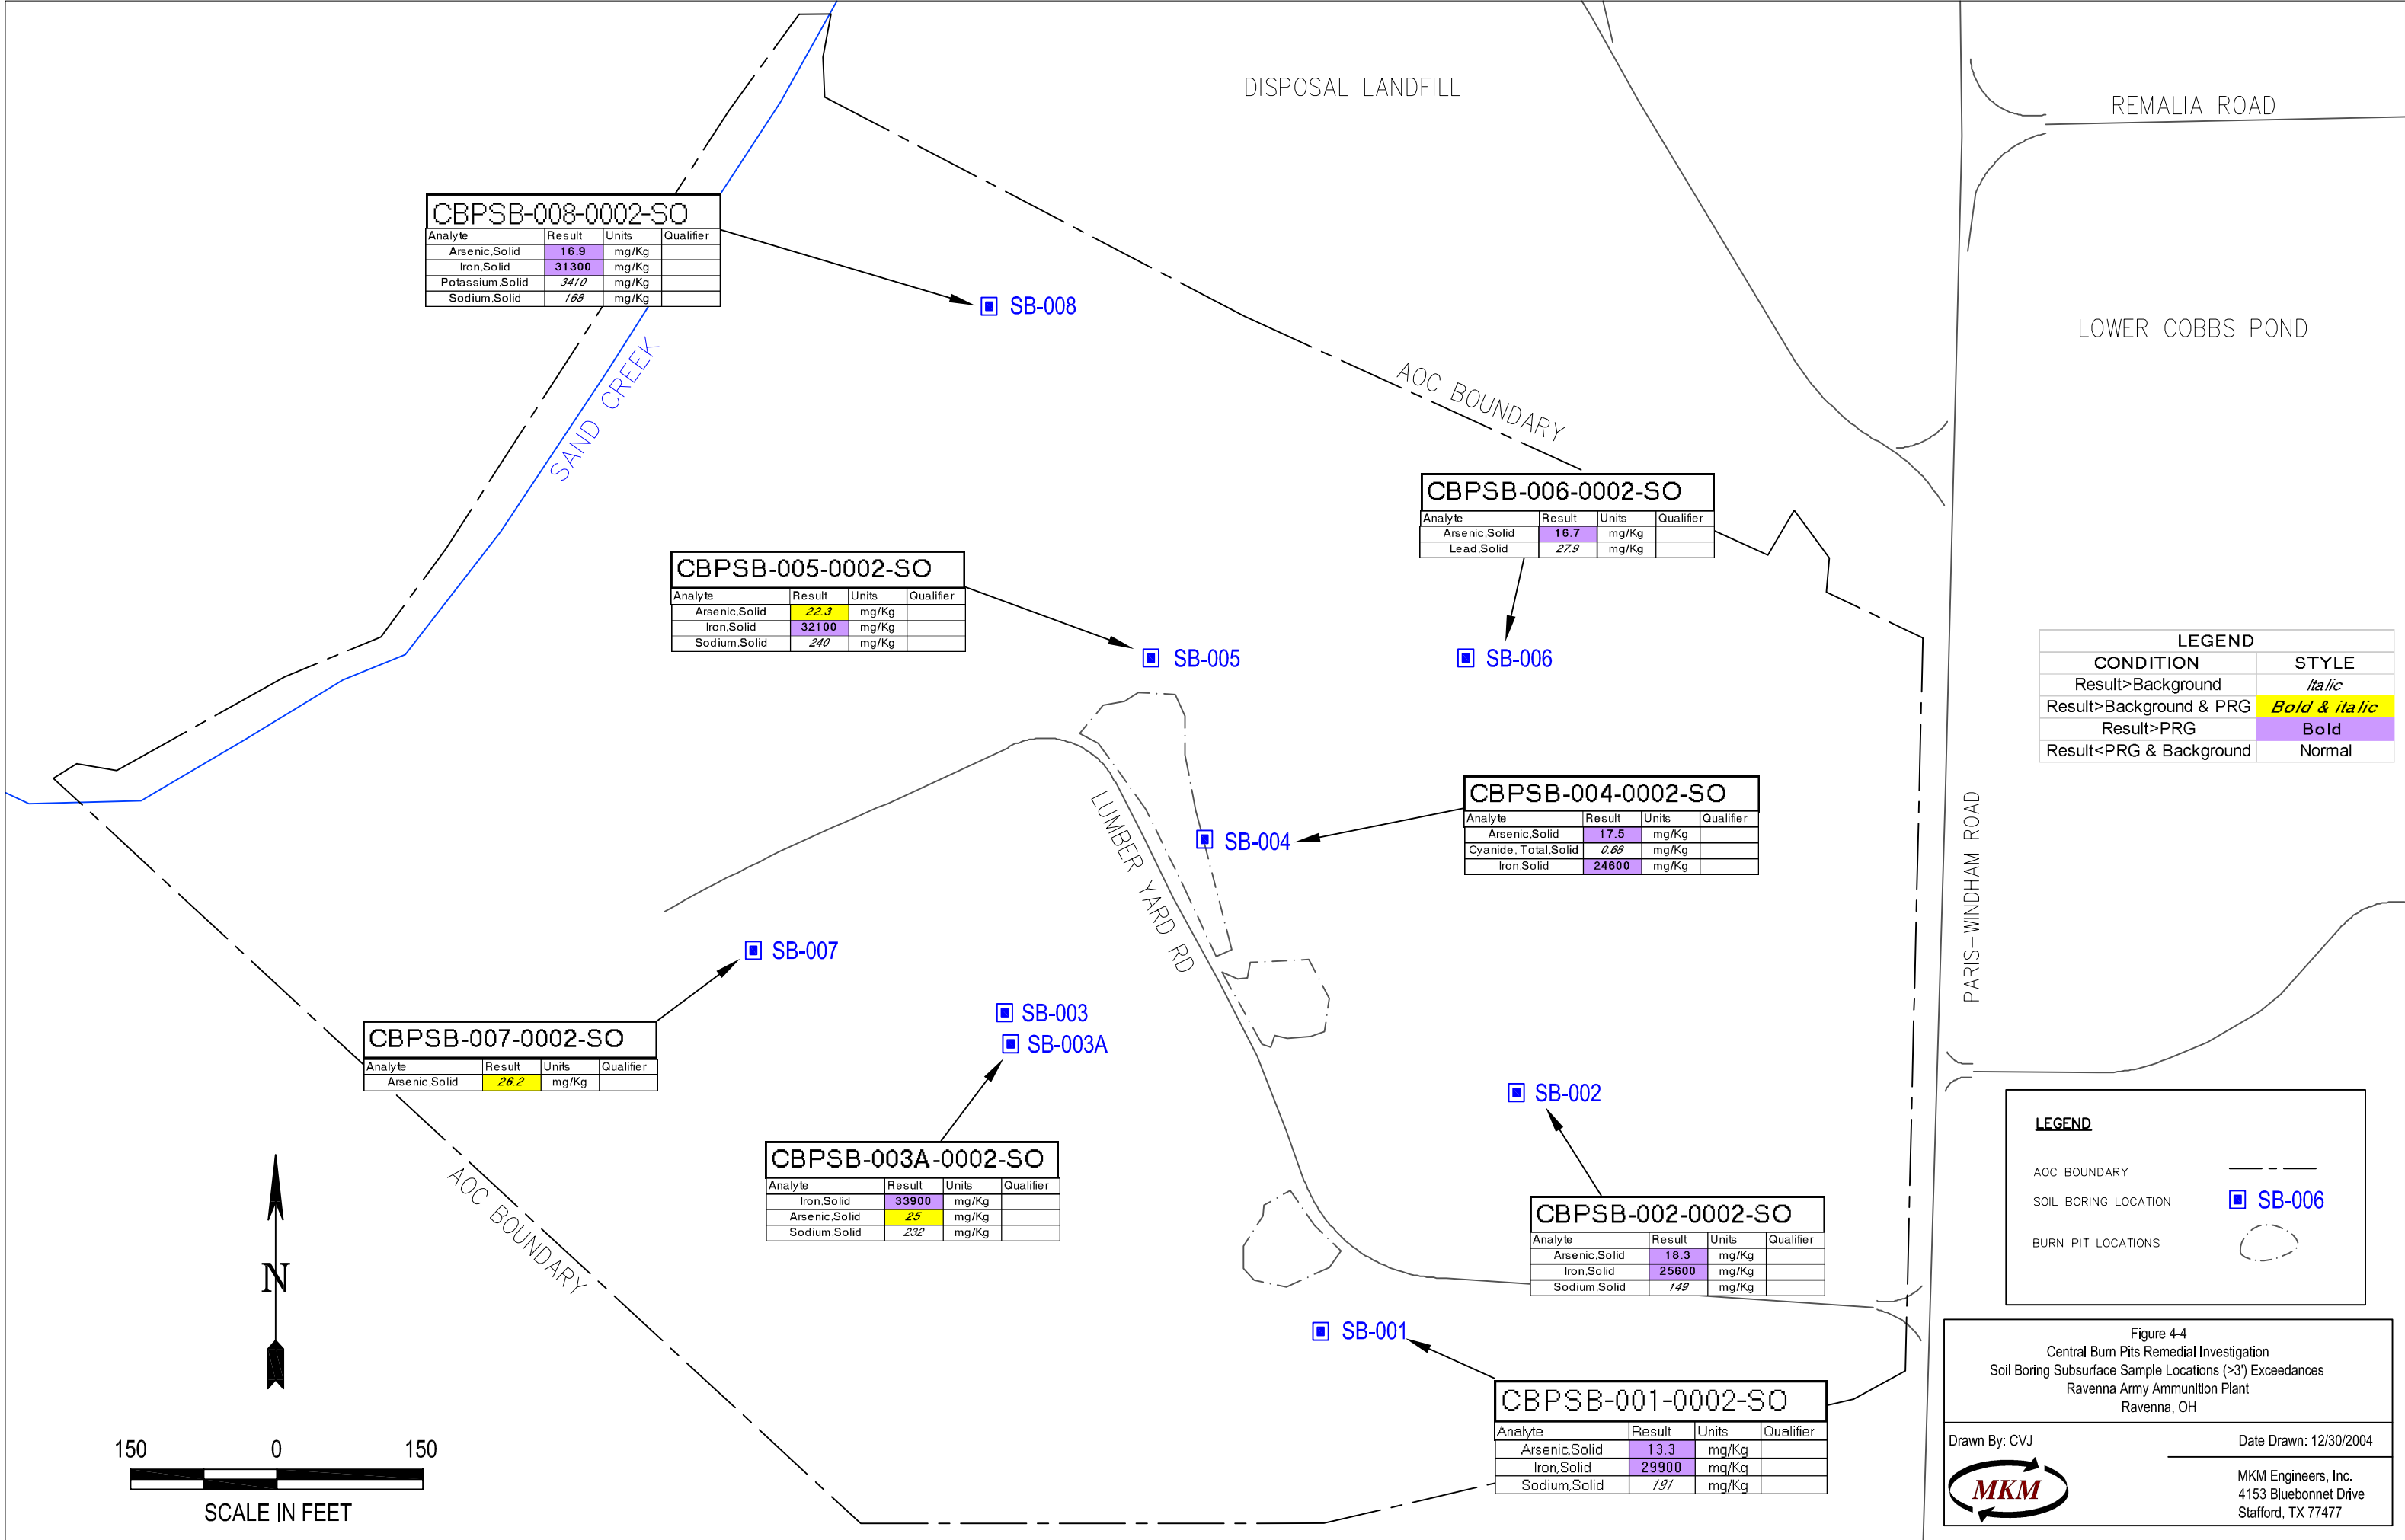 DISPOSAL LANDFILL
REMALIA ROAD
CBPSB-008-0002-SO
Analyte Result Units Qualifier
Arsenic,Solid 16.9 mg/Kg
Iron,Solid 31300 mg/Kg
Potassium,Solid 3410 mg/Kg
Sodium,Solid 168 mg/Kg
SB-008
LOWER COBBS POND
SAND CREEK
AOC BOUNDARY
CBPSB-006-0002-SO
Analyte Result Units Qualifier
Arsenic,Solid 16.7 mg/Kg
Lead,Solid 27.9 mg/Kg
CBPSB-005-0002-SO
Analyte Result Units Qualifier
Arsenic,Solid 22.3 mg/Kg
Iron,Solid 32100 mg/Kg
Sodium,Solid 240 mg/Kg
SB-005
SB-006
LEGEND
CONDITION STYLE
Result>Background Italic
Result>Background & PRG Bold & italic
Result>PRG Bold
Result<PRG & Background Normal
CBPSB-004-0002-SO
Analyte Result Units Qualifier
Arsenic,Solid 17.5 mg/Kg
Cyanide, Total,Solid 0.68 mg/Kg
Iron,Solid 24600 mg/Kg
SB-004
LUMBER YARD RD
PARIS-WINDHAM ROAD
SB-007
CBPSB-007-0002-SO
Analyte Result Units Qualifier
Arsenic,Solid 26.2 mg/Kg
SB-003
SB-003A
SB-002
CBPSB-003A-0002-SO
Analyte Result Units Qualifier
Iron,Solid 33900 mg/Kg
Arsenic,Solid 25 mg/Kg
Sodium,Solid 232 mg/Kg
AOC BOUNDARY
CBPSB-002-0002-SO
Analyte Result Units Qualifier
Arsenic,Solid 18.3 mg/Kg
Iron,Solid 25600 mg/Kg
Sodium,Solid 149 mg/Kg
LEGEND
AOC BOUNDARY
SOIL BORING LOCATION SB-006
BURN PIT LOCATIONS
N
SB-001
CBPSB-001-0002-SO
Analyte Result Units Qualifier
Arsenic,Solid 13.3 mg/Kg
Iron,Solid 29900 mg/Kg
Sodium,Solid 191 mg/Kg
150 0 150
SCALE IN FEET
Figure 4-4
Central Burn Pits Remedial Investigation
Soil Boring Subsurface Sample Locations (>3') Exceedances
Ravenna Army Ammunition Plant
Ravenna, OH
Drawn By: CVJ Date Drawn: 12/30/2004
MKM
MKM Engineers, Inc.
4153 Bluebonnet Drive
Stafford, TX 77477